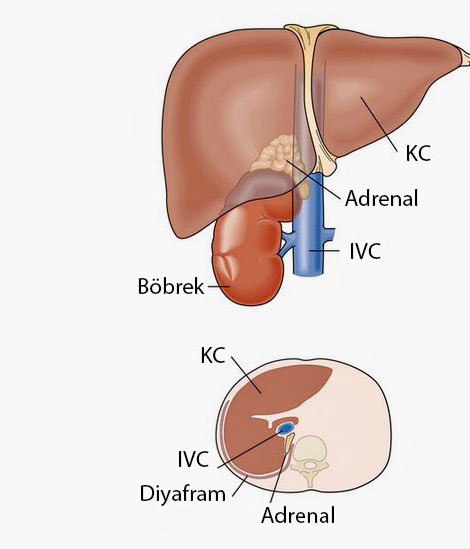 KC
Adrenal
IVC
Böbrek
KC
IVC
Diyafram
Adrenal